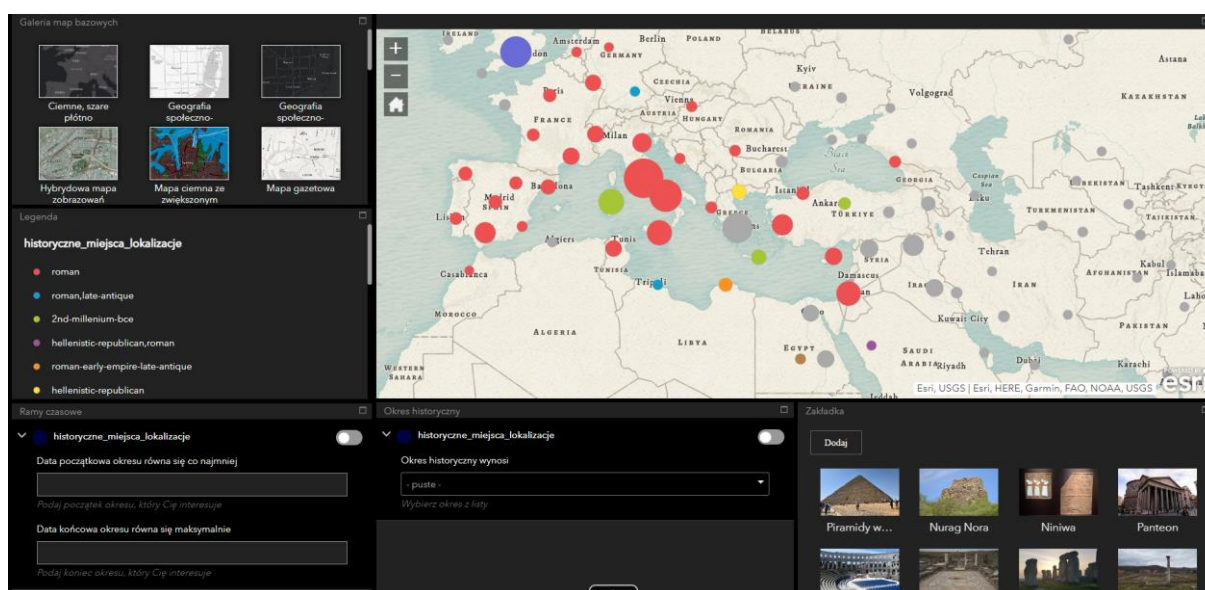 Galeria map bazowych
Ciemne, szare
płótno
Geografia
społeczno-
Geografia
społeczno-
Hybrydowa mapa
zobrazowań
Mapa ciemna ze
zwiększonym
Mapa gazetowa
Legenda
historyczne_miejsca_lokalizacje
roman
roman,late-antique
2nd-millenium-bce
hellenistic-republican,roman
roman-early-empire-late-antique
hellenistic-republican
+
−
IRELAND
Amsterdam
Berlin
POLAND
BELARUS
GERMANY
Kyiv
Astana
Paris
CZECHIA
UKRAINE
Volgograd
KAZAKHSTAN
Vienna
AUSTRIA
HUNGARY
FRANCE
Milan
ROMANIA
Bucharest
Black
Sea
BULGARIA
GEORGIA
Caspian
Sea
Tashkent
Madrid
SPAIN
Ankara
TÜRKIYE
GREECE
TURKMENISTAN
TAJIKISTAN
Algiers
Tunis
TUNISIA
SYRIA
Tehran
Kabul
AFGHANISTAN
Casablanca
Tripoli
Damascus
IRAN
MOROCCO
Kuwait City
ALGERIA
LIBYA
PAKISTAN
EGYPT
SAUDI
ARABIA
Riyadh
Dubai
Karachi
WESTERN
SAHARA
Jeddah
Esri, USGS | Esri, HERE, Garmin, FAO, NOAA, USGS
esri
Ramy czasowe
historyczne_miejsca_lokalizacje
Data początkowa okresu równa się co najmniej
Podaj początek okresu, który Cię interesuje
Data końcowa okresu równa się maksymalnie
Podaj koniec okresu, który Cię interesuje
Okres historyczny
historyczne_miejsca_lokalizacje
Okres historyczny wynosi
- puste -
Wybierz okres z listy
Zakładka
Dodaj
Piramidy w...
Nurag Nora
Niniwa
Panteon